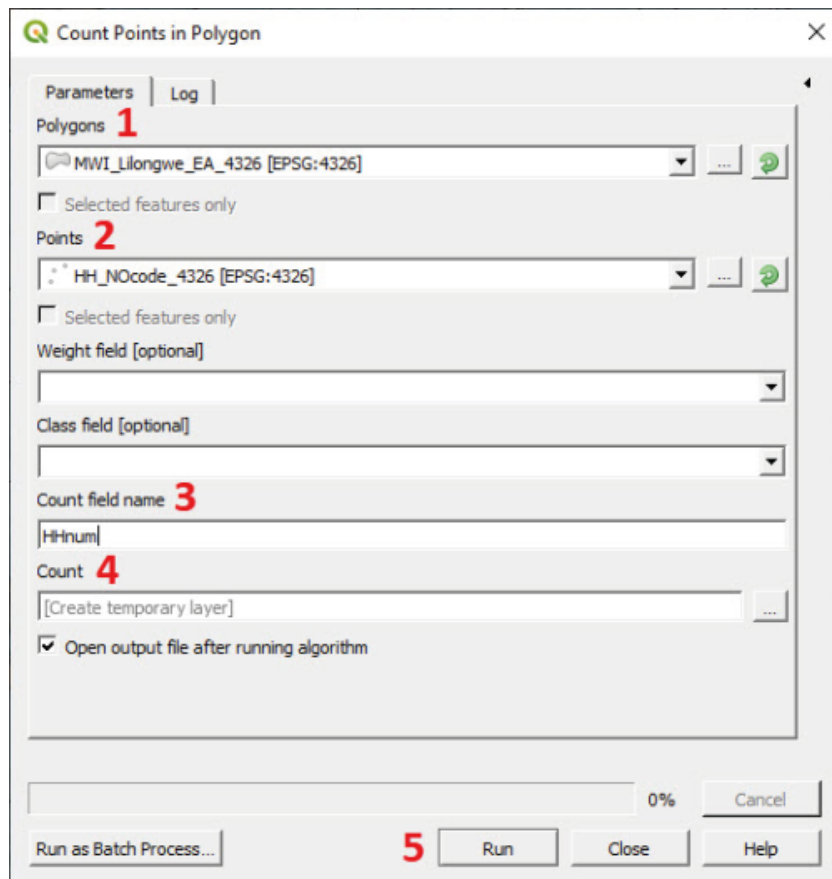 Count Points in Polygon
Parameters Log
Polygons 1
MWI_Lilongwe_EA_4326 [EPSG:4326]
...
Selected features only
Points 2
HH_NOcode_4326 [EPSG:4326]
...
Selected features only
Weight field [optional]
Class field [optional]
Count field name 3
HHnum
Count 4
[Create temporary layer]
...
Open output file after running algorithm
0% Cancel
Run as Batch Process... 5 Run Close Help